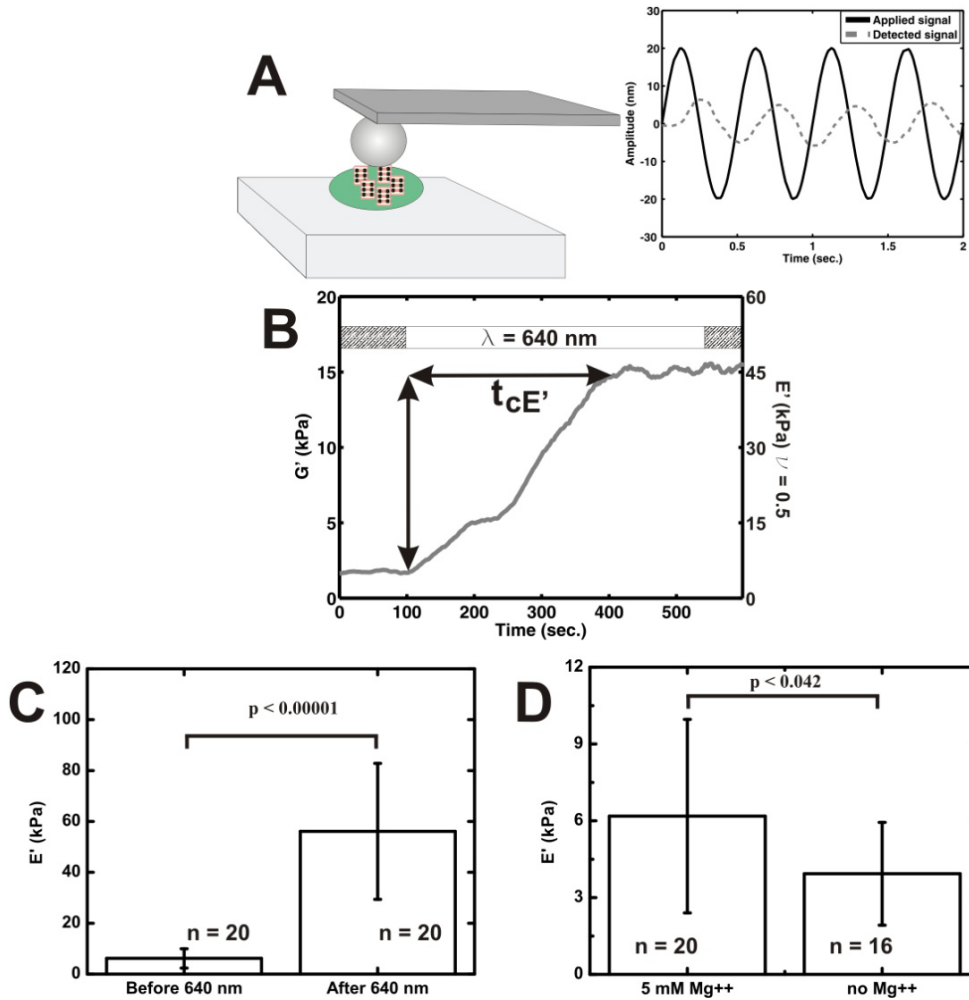 A
Applied signal
Detected signal
30
20
10
0
-10
-20
-30
Amplitude (nm)
0
0.5
1
1.5
2
Time (sec.)
B
20
15
10
5
0
G' (kPa)
λ = 640 nm
tcE'
60
45
30
15
0
E' (kPa) ν = 0.5
0
100
200
300
400
500
Time (sec.)
C
120
100
80
60
40
20
0
E' (kPa)
p < 0.00001
n = 20
n = 20
Before 640 nm
After 640 nm
D
12
9
6
3
0
E' (kPa)
p < 0.042
n = 20
n = 16
5 mM Mg++
no Mg++